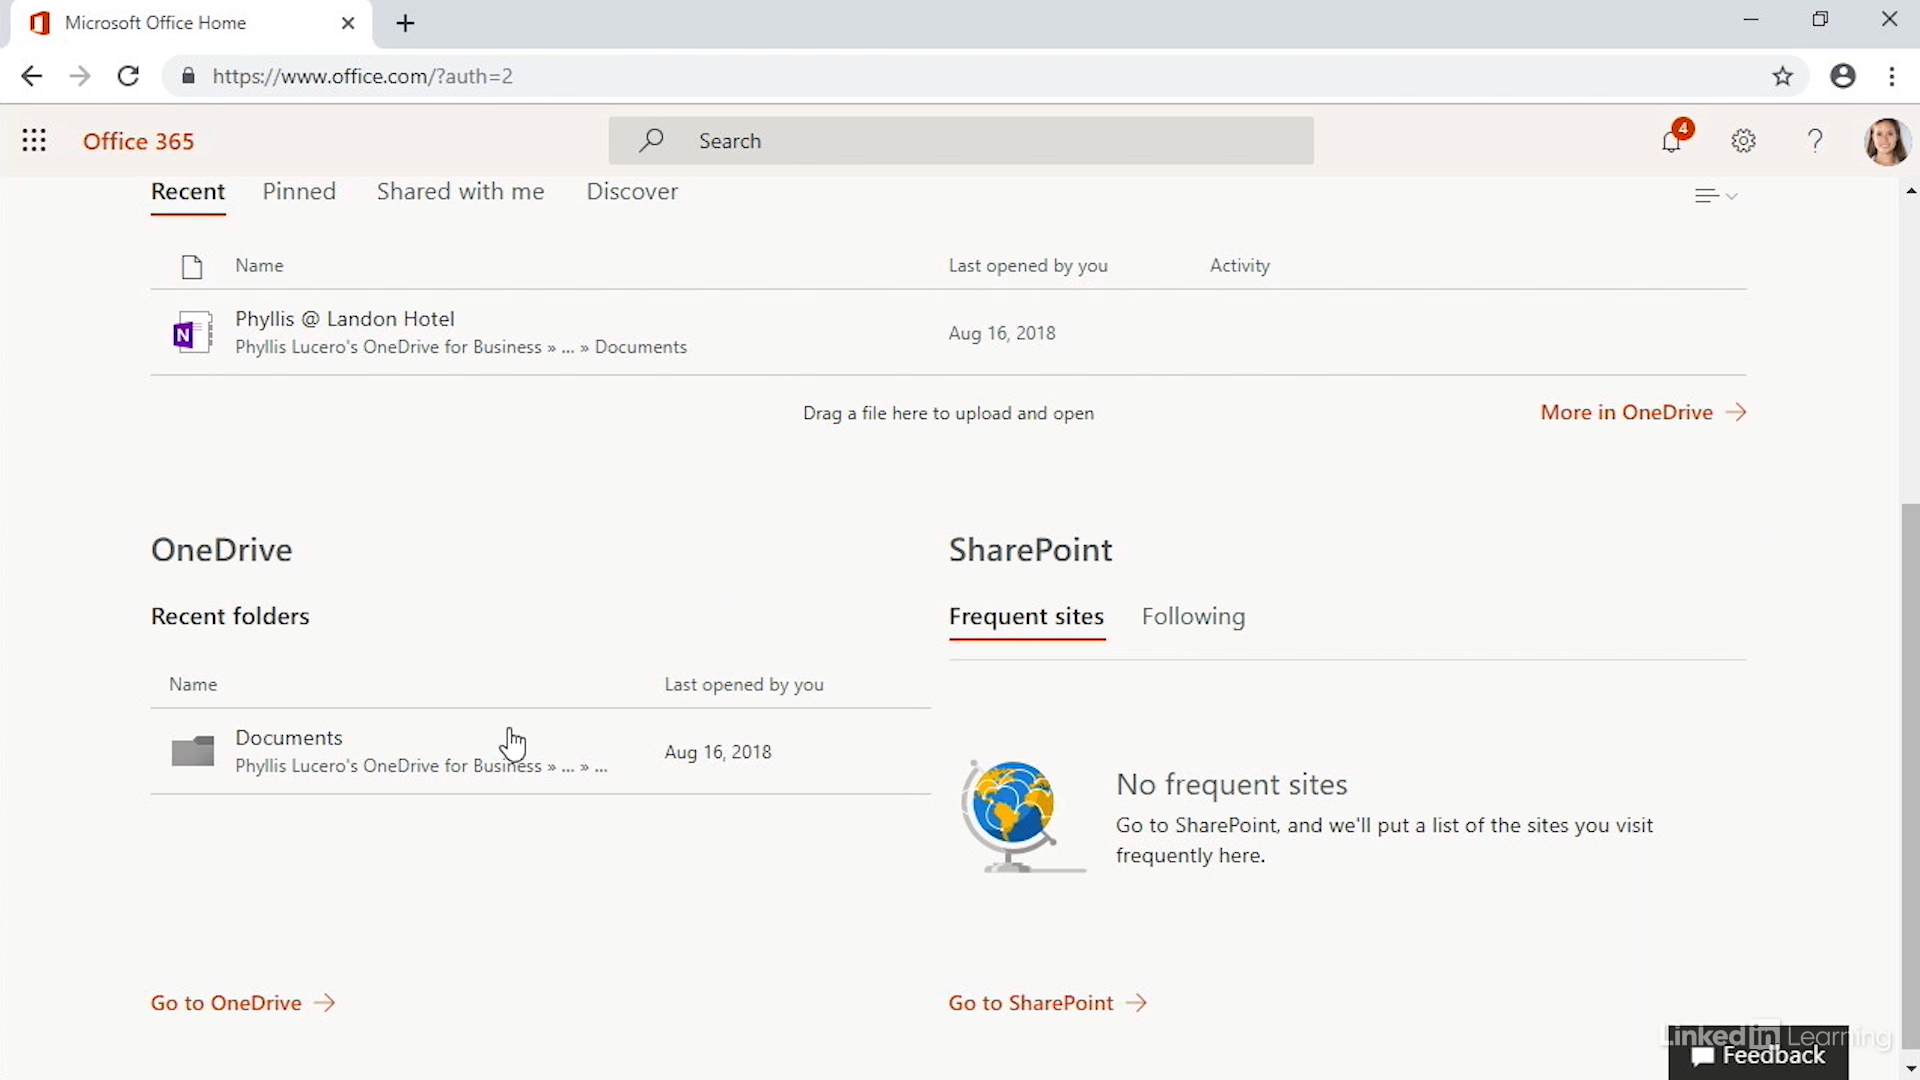 Microsoft Office Home
https://www.office.com/?auth=2
Office 365
Search
4
Recent Pinned Shared with me Discover
Name Last opened by you Activity
N
Phyllis @ Landon Hotel
Phyllis Lucero's OneDrive for Business » ... » Documents
Aug 16, 2018
Drag a file here to upload and open
More in OneDrive
OneDrive
Recent folders
Name Last opened by you
Documents
Phyllis Lucero's OneDrive for Business » ... » ...
Aug 16, 2018
Go to OneDrive
SharePoint
Frequent sites Following
No frequent sites
Go to SharePoint, and we'll put a list of the sites you visit
frequently here.
Go to SharePoint
LinkedIn Learning
Feedback